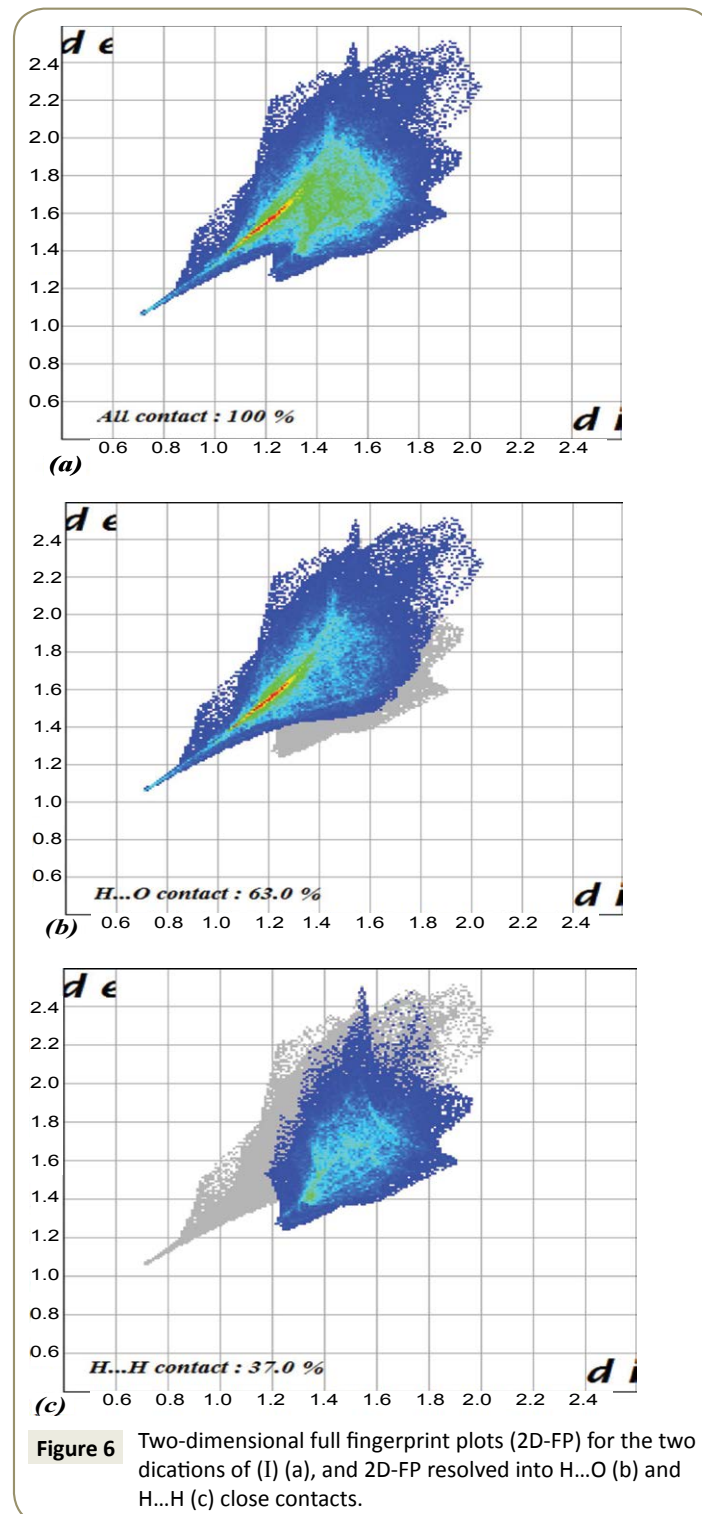 d e
2.4
2.2
2.0
1.8
1.6
1.4
1.2
1.0
0.8
0.6
All contact : 100 %
d i
0.6 0.8 1.0 1.2 1.4 1.6 1.8 2.0 2.4
(a)
d e
2.4
2.2
2.0
1.8
1.6
1.4
1.2
1.0
0.8
0.6
H...O contact : 63.0 %
d i
0.6 0.8 1.0 1.2 1.4 1.6 1.8 2.0 2.4
(b)
d e
2.4
2.2
2.0
1.8
1.6
1.4
1.2
1.0
0.8
0.6
H...H contact : 37.0 %
d i
0.6 0.8 1.0 1.2 1.4 1.6 1.8 2.0 2.4
(c)
Figure 6 Two-dimensional full fingerprint plots (2D-FP) for the two
dications of (I) (a), and 2D-FP resolved into H...O (b) and
H...H (c) close contacts.